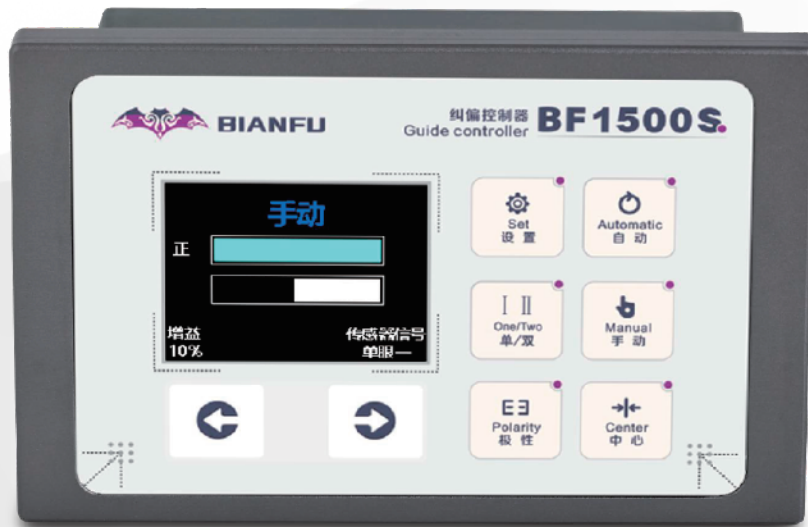 BIANFU
纠偏控制器
Guide controller
BF1500S
手动
正
增益
10%
传感器信号
单眼一
Set
设置
Automatic
自动
I II
One/Two
单/双
Manual
手动
Polarity
极性
Center
中心